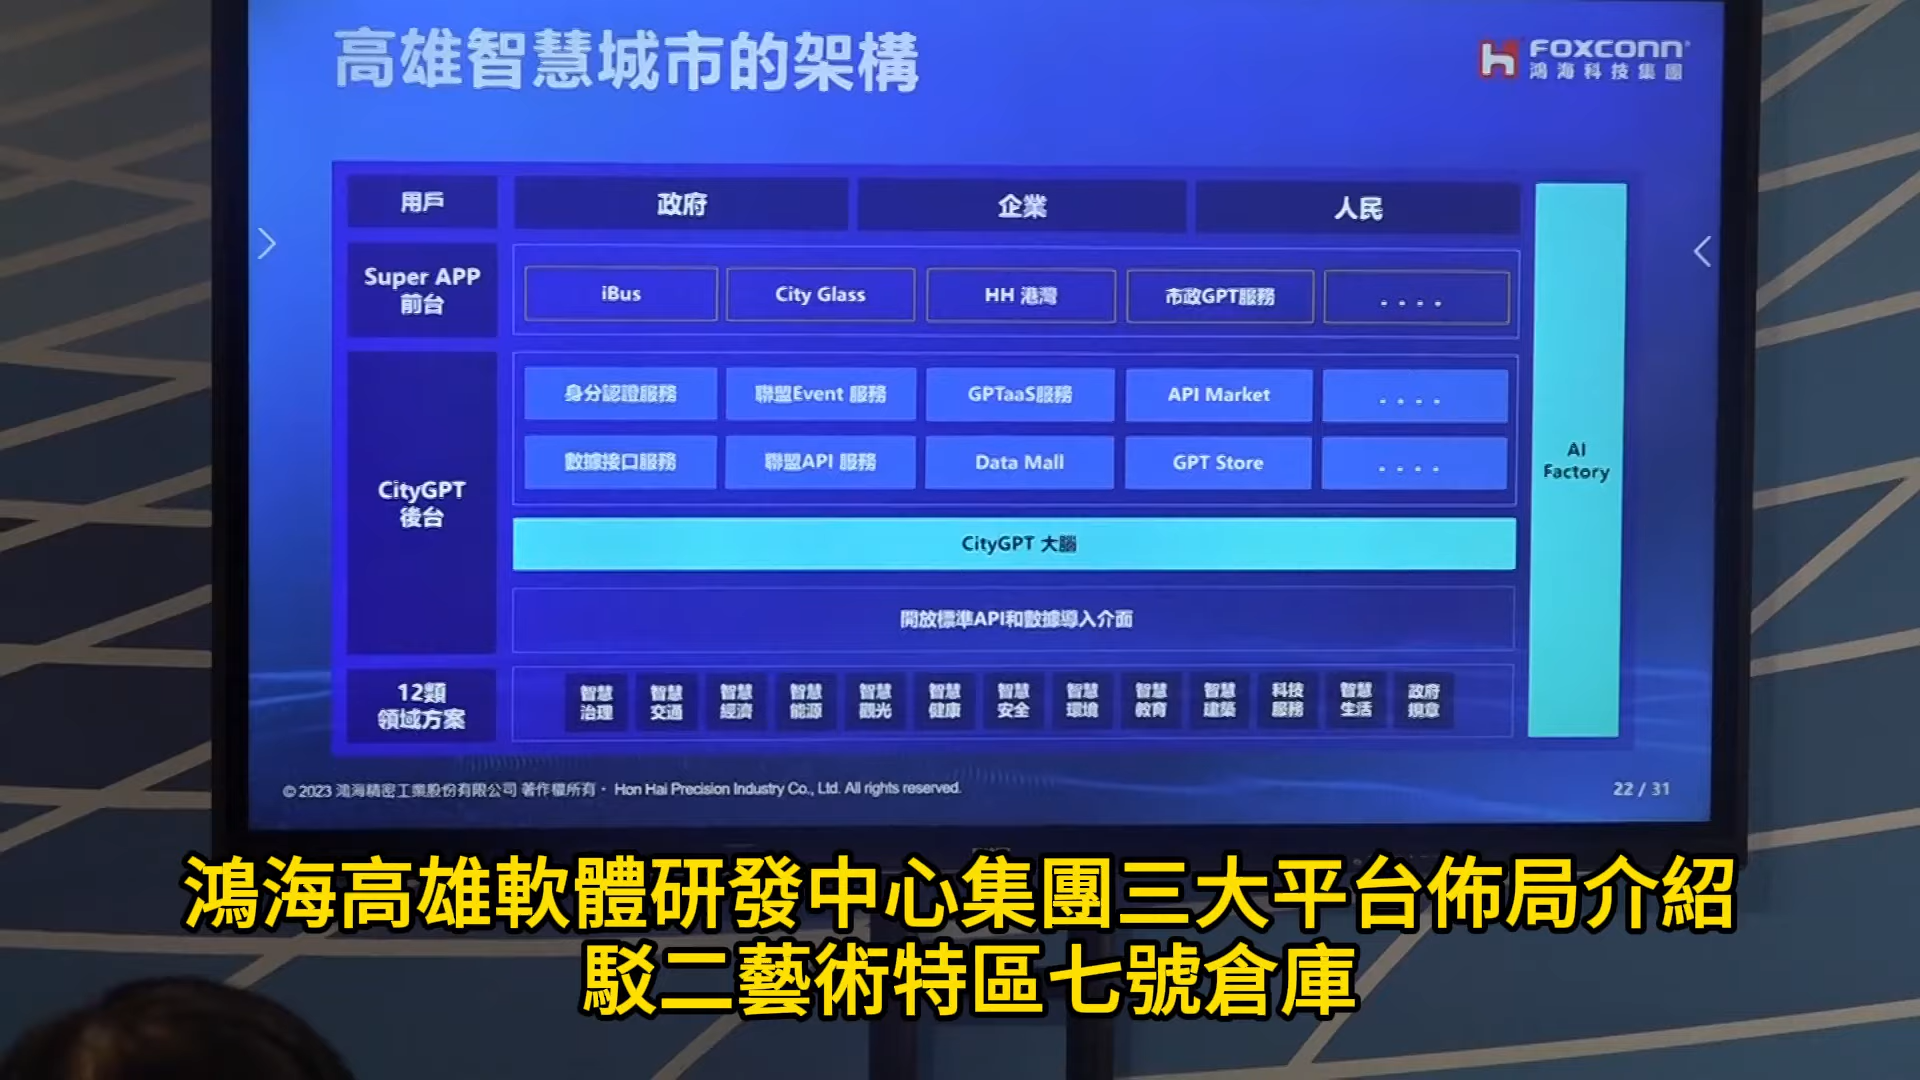 高雄智慧城市的架構
FOXCONN®
鴻海科技集團
用戶
政府
企業
人民
Super APP
前台
iBus
City Glass
HH 港灣
市政GPT服務
....
CityGPT
後台
身分認證服務
聯盟Event 服務
GPTaaS服務
API Market
....
數據接口服務
聯盟API 服務
Data Mall
GPT Store
....
CityGPT 大腦
開放標準API和數據導入介面
AI
Factory
12類
領域方案
智慧
治理
智慧
交通
智慧
經濟
智慧
能源
智慧
觀光
智慧
健康
智慧
安全
智慧
環境
智慧
教育
智慧
建築
科技
服務
智慧
生活
政府
規章
© 2023 鴻海精密工業股份有限公司 著作權所有・ Hon Hai Precision Industry Co., Ltd. All rights reserved.
22 / 31
鴻海高雄軟體研發中心集團三大平台佈局介紹
駁二藝術特區七號倉庫